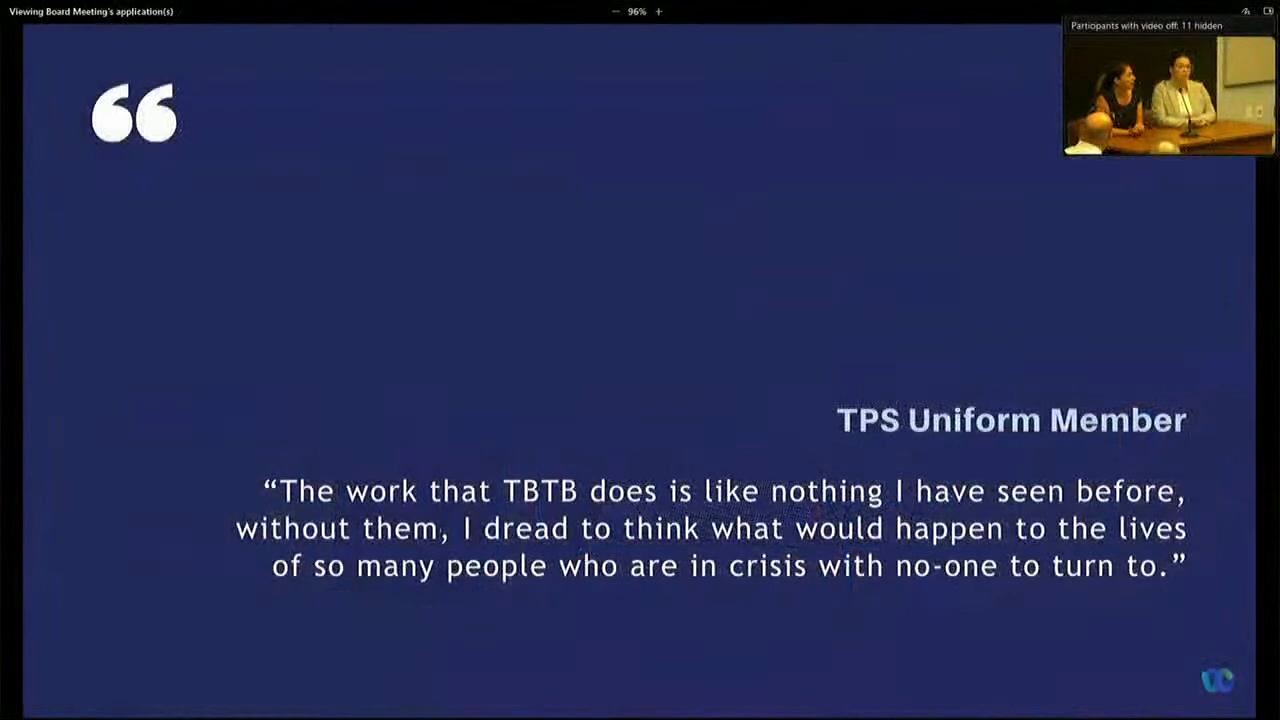 Viewing Board Meeting's application(s)
96%
Participants with video off: 11 hidden
TPS Uniform Member
“The work that TBTB does is like nothing I have seen before,
without them, I dread to think what would happen to the lives
of so many people who are in crisis with no-one to turn to.”